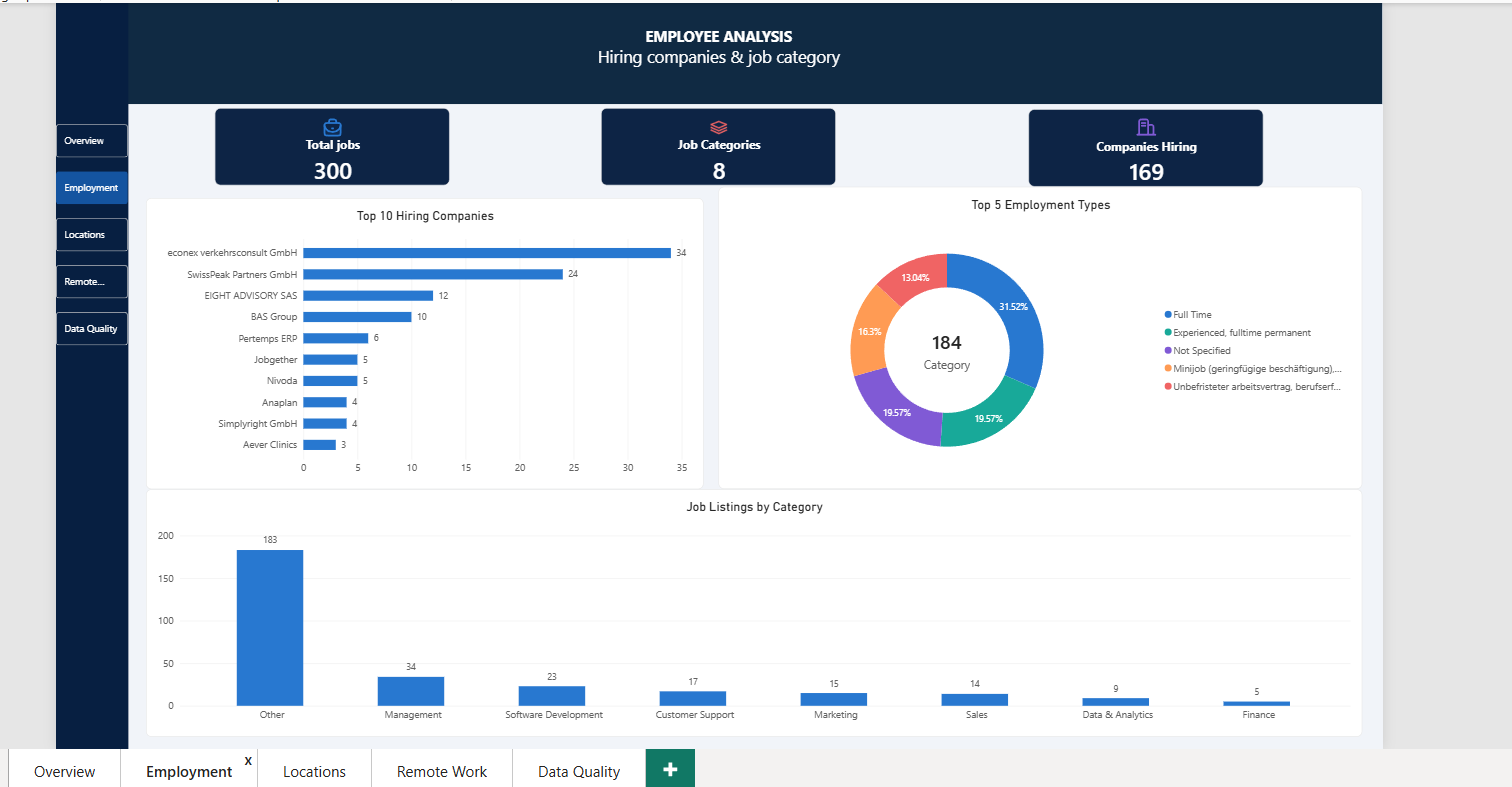 EMPLOYEE ANALYSIS
Hiring companies & job category
Overview
Employment
Locations
Remote...
Data Quality
Total jobs
300
Job Categories
8
Companies Hiring
169
Top 10 Hiring Companies
econex verkehrsconsult GmbH 34
SwissPeak Partners GmbH 24
EIGHT ADVISORY SAS 12
BAS Group 10
Pertemps ERP 6
Jobgether 5
Nivoda 5
Anaplan 4
Simplyright GmbH 4
Aever Clinics 3
0 5 10 15 20 25 30 35
Top 5 Employment Types
31.52%
19.57%
19.57%
16.3%
13.04%
184
Category
Full Time
Experienced, fulltime permanent
Not Specified
Minijob (geringfügige beschäftigung),...
Unbefristeter arbeitsvertrag, berufserf...
Job Listings by Category
200
150
100
50
0
183 34 23 17 15 14 9 5
Other Management Software Development Customer Support Marketing Sales Data & Analytics Finance
Overview Employment X Locations Remote Work Data Quality +